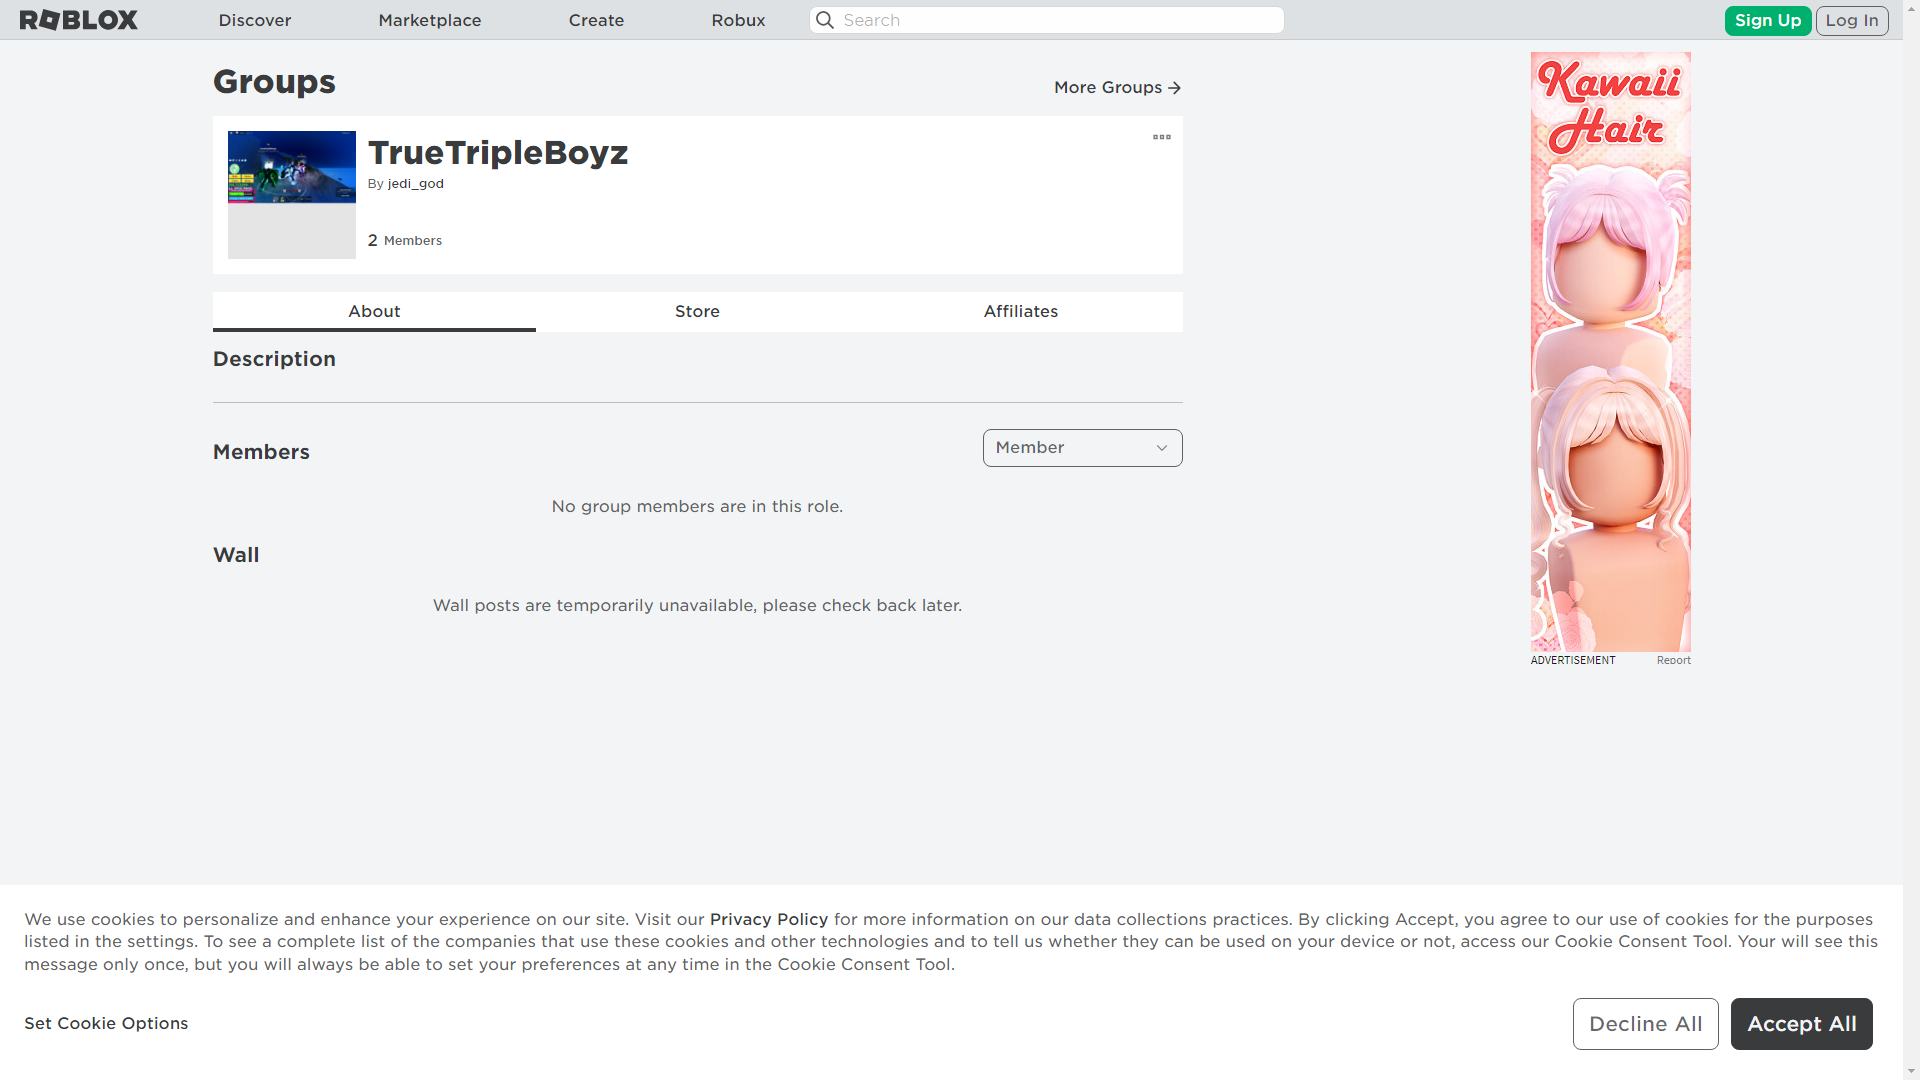 ROBLOX
Discover
Marketplace
Create
Robux
Search
Sign Up
Log In
Groups
More Groups
TrueTripleBoyz
By jedi_god
2 Members
About
Store
Affiliates
Description
Members
Member
No group members are in this role.
Wall
Wall posts are temporarily unavailable, please check back later.
Kawaii
Hair
ADVERTISEMENT
Report
We use cookies to personalize and enhance your experience on our site. Visit our Privacy Policy for more information on our data collections practices. By clicking Accept, you agree to our use of cookies for the purposes
listed in the settings. To see a complete list of the companies that use these cookies and other technologies and to tell us whether they can be used on your device or not, access our Cookie Consent Tool. Your will see this
message only once, but you will always be able to set your preferences at any time in the Cookie Consent Tool.
Set Cookie Options
Decline All
Accept All